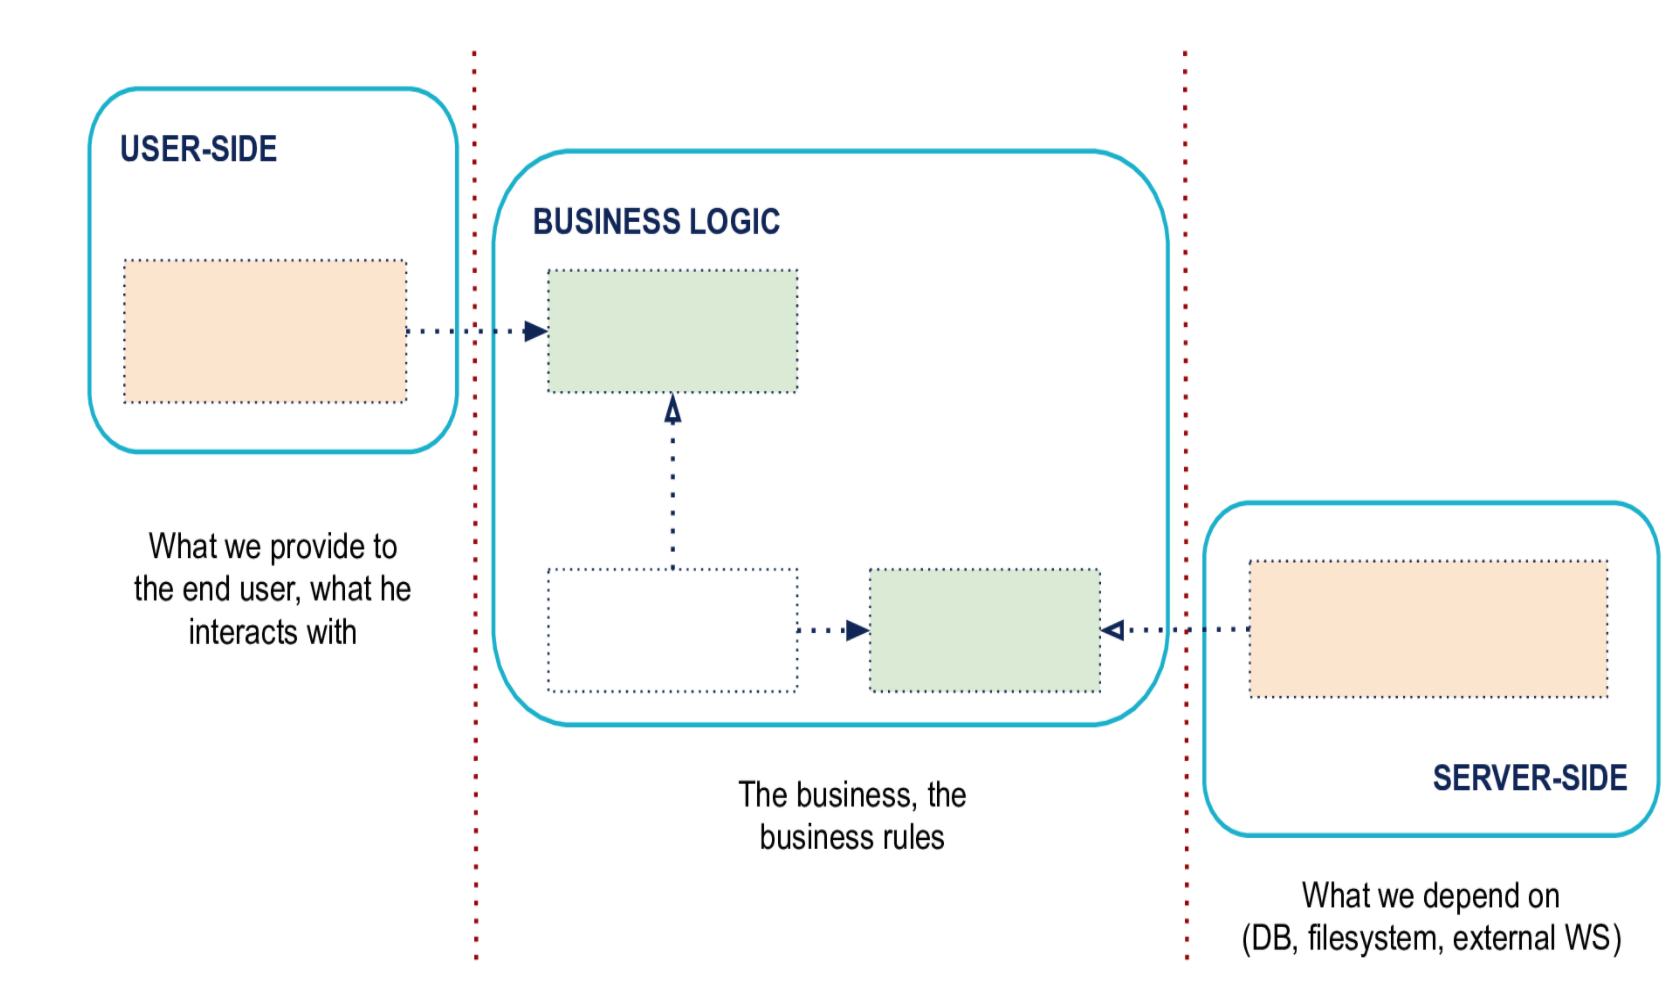 USER-SIDE
What we provide to
the end user, what he
interacts with
BUSINESS LOGIC
The business, the
business rules
SERVER-SIDE
What we depend on
(DB, filesystem, external WS)